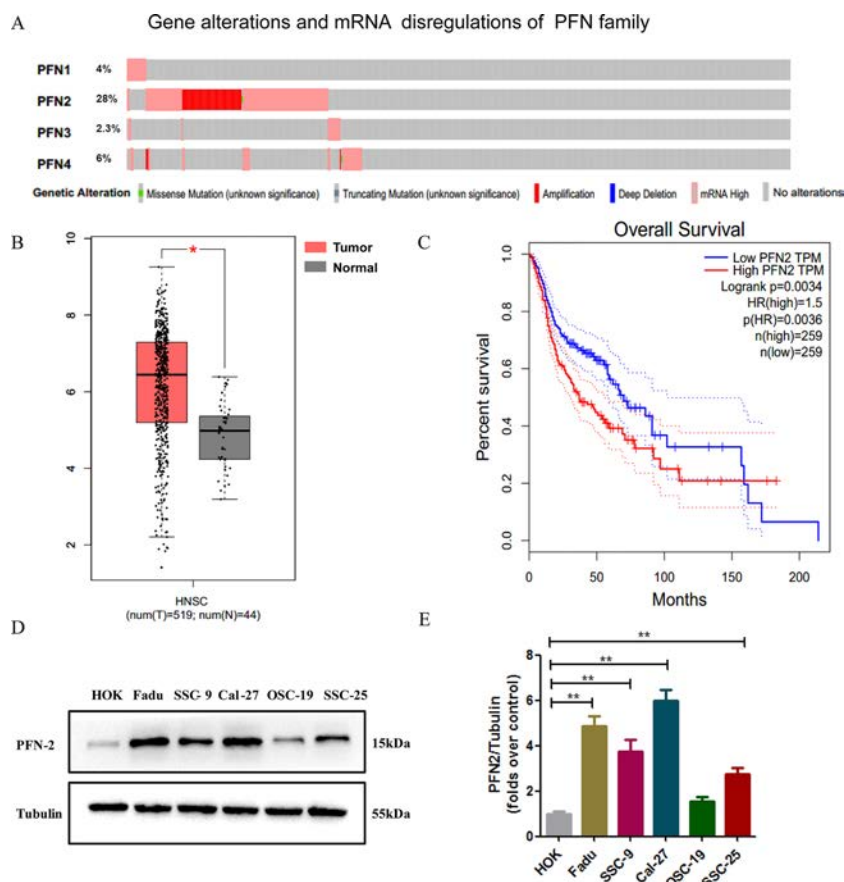 A
Gene alterations and mRNA disregulations of PFN family
PFN1 4%
PFN2 28%
PFN3 2.3%
PFN4 6%
Genetic Alteration Missense Mutation (unknown significance) Truncating Mutation (unknown significance) Amplification Deep Deletion mRNA High No alterations
B
10
8
6
4
2
*
Tumor
Normal
HNSC
(num(T)=519; num(N)=44)
C
Overall Survival
Low PFN2 TPM
High PFN2 TPM
Logrank p=0.0034
HR(high)=1.5
p(HR)=0.0036
n(high)=259
n(low)=259
Percent survival
1.0
0.8
0.6
0.4
0.2
0.0
0 50 100 150 200
Months
D
HOK Fadu SSG-9 Cal-27 OSC-19 SSC-25
PFN-2 15kDa
Tubulin 55kDa
E
PFN2/Tubulin
(folds over control)
8
6
4
2
0
**
**
**
**
HOK
Fadu
SSC-9
Cal-27
OSC-19
SSC-25